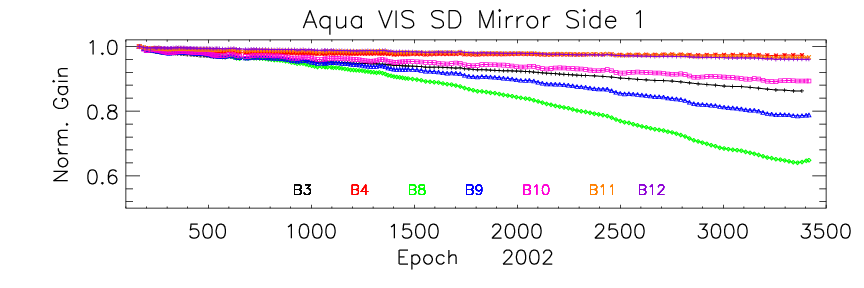 Aqua VIS SD Mirror Side 1
Norm. Gain
1.0
0.8
0.6
B3 B4 B8 B9 B10 B11 B12
500 1000 1500 2000 2500 3000 3500
Epoch 2002